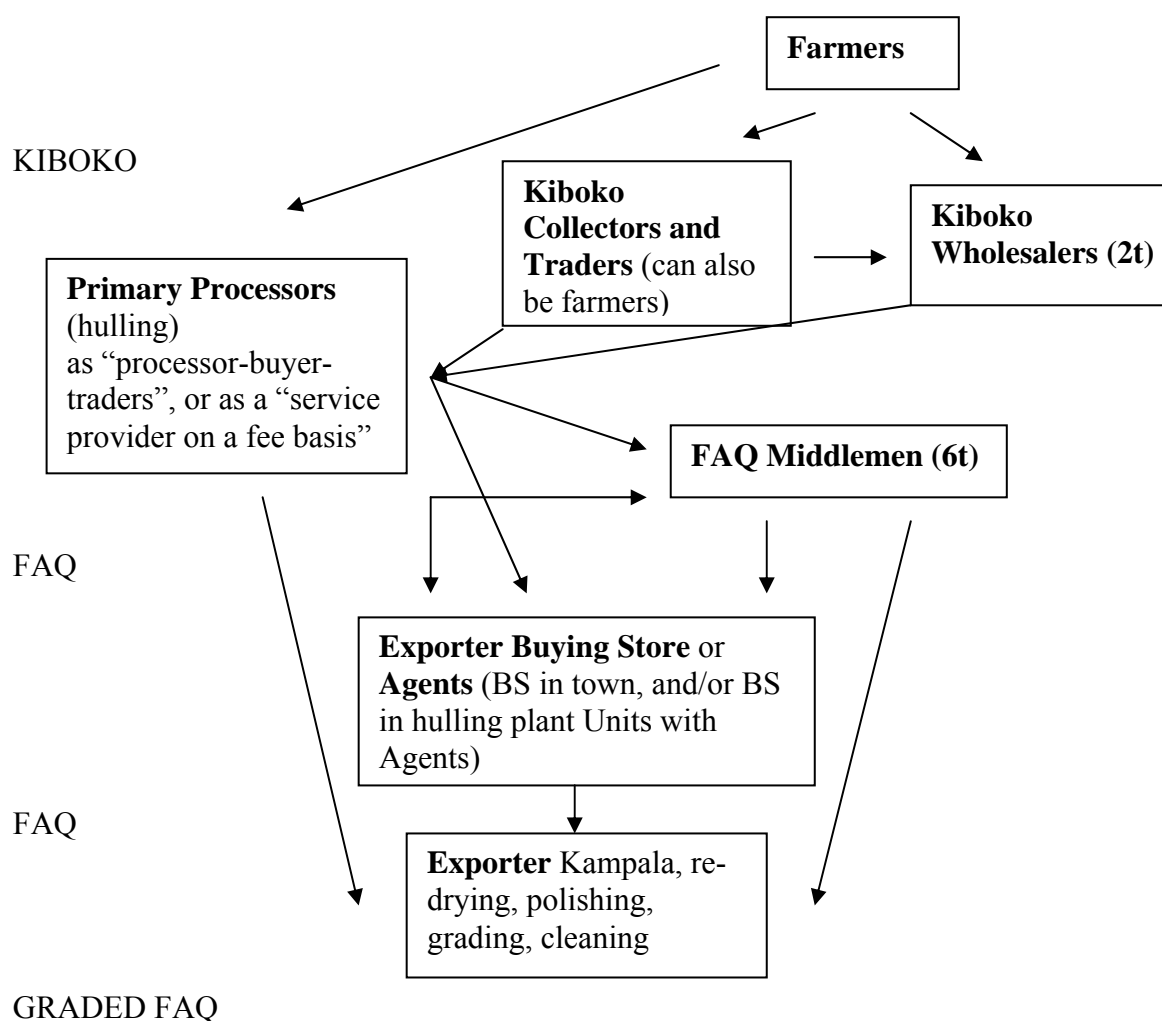 Farmers
KIBOKO
Kiboko
Collectors and
Traders (can also
be farmers)
Kiboko
Wholesalers (2t)
Primary Processors
(hulling)
as “processor-buyer-
traders”, or as a “service
provider on a fee basis”
FAQ Middlemen (6t)
FAQ
Exporter Buying Store or
Agents (BS in town, and/or BS
in hulling plant Units with
Agents)
FAQ
Exporter Kampala, re-
drying, polishing,
grading, cleaning
GRADED FAQ